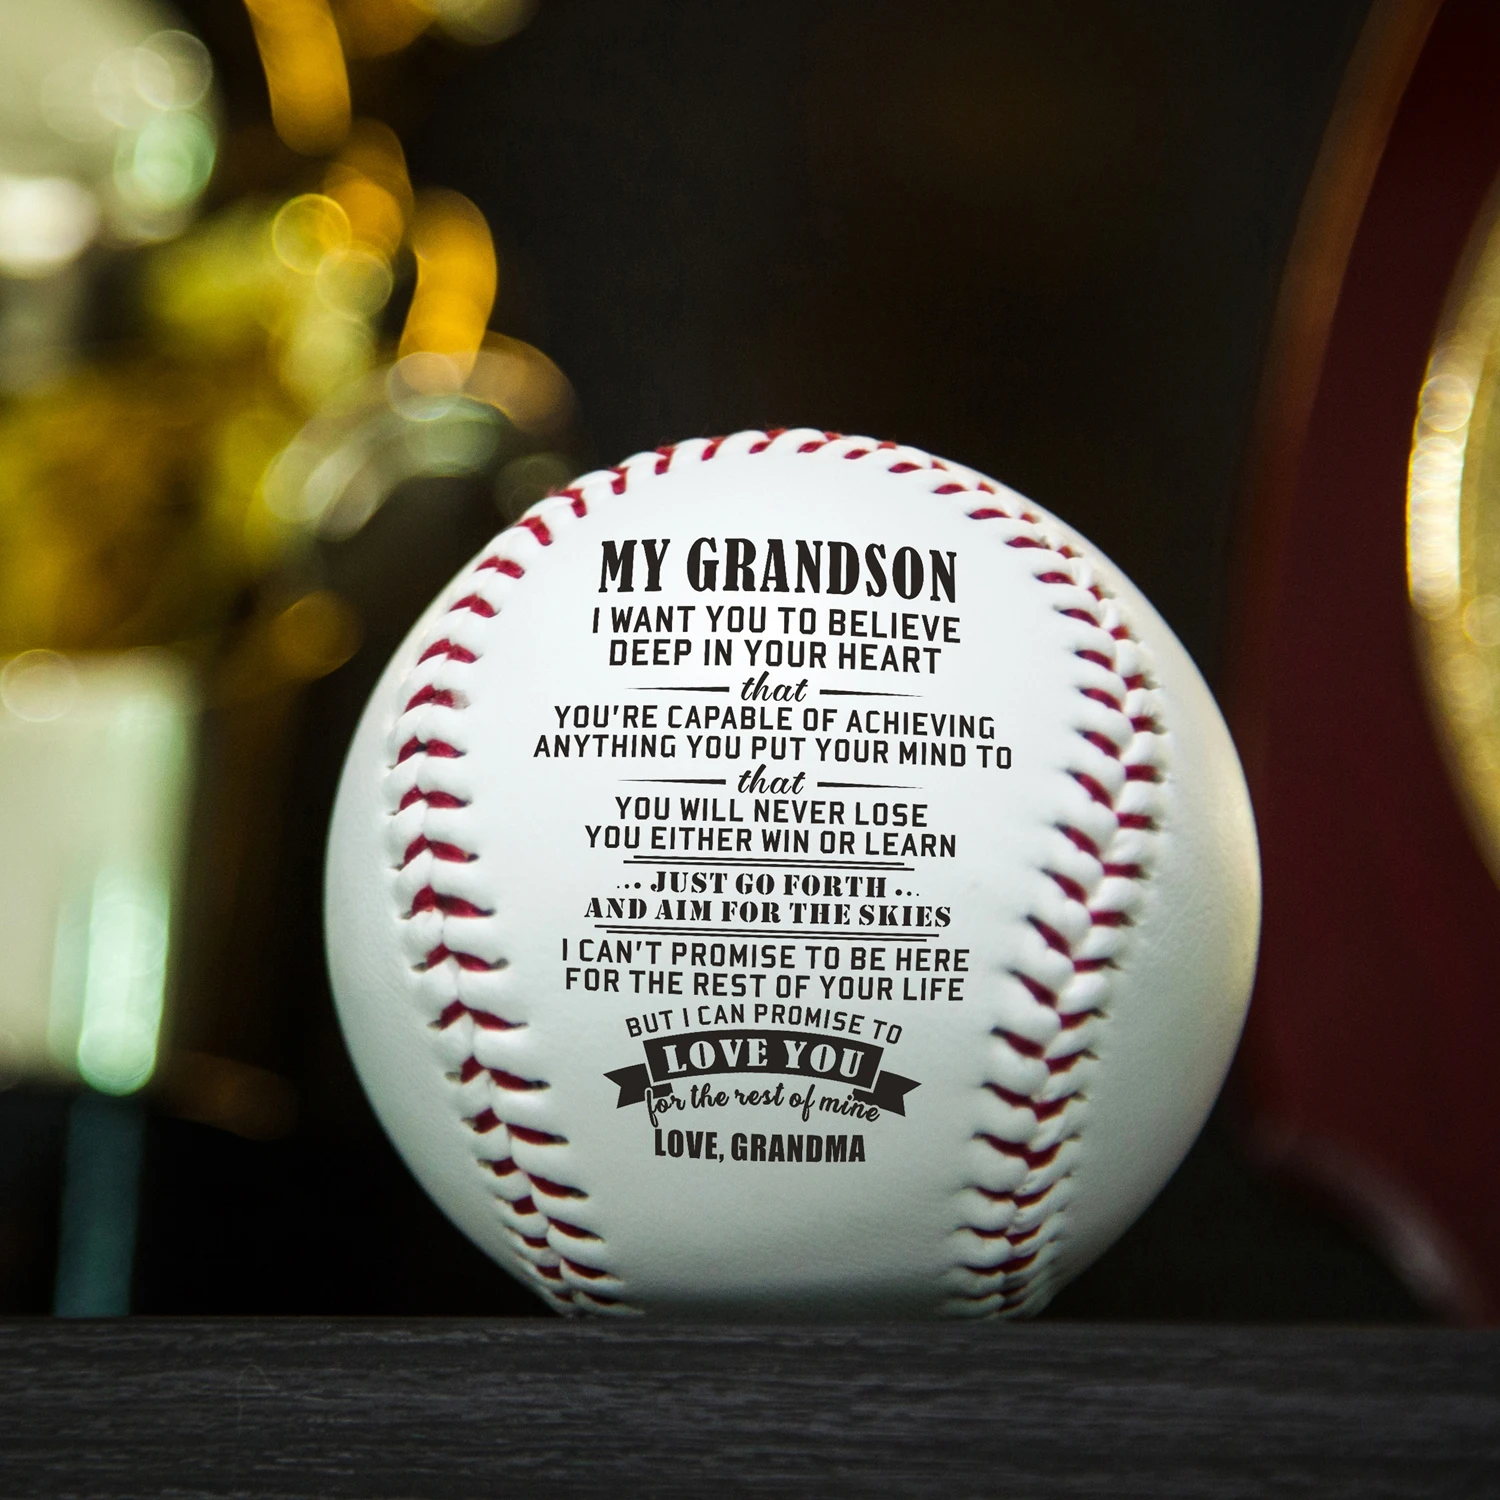 MY GRANDSON
I WANT YOU TO BELIEVE
DEEP IN YOUR HEART
that
YOU'RE CAPABLE OF ACHIEVING
ANYTHING YOU PUT YOUR MIND TO
that
YOU WILL NEVER LOSE
YOU EITHER WIN OR LEARN
... JUST GO FORTH ...
AND AIM FOR THE SKIES
I CAN'T PROMISE TO BE HERE
FOR THE REST OF YOUR LIFE
BUT I CAN PROMISE TO
LOVE YOU
for the rest of mine
LOVE, GRANDMA